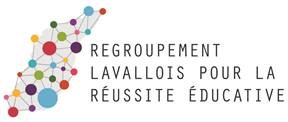 REGROUPEMENT
LAVALLOIS POUR LA
RÉUSSITE ÉDUCATIVE